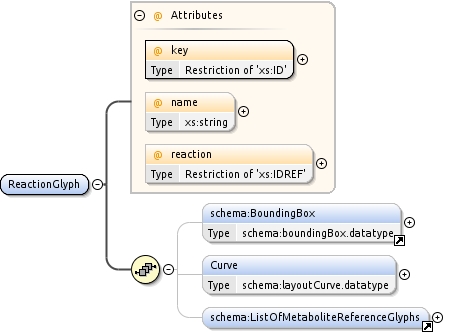 @ Attributes
@ key
Type Restriction of 'xs:ID'
@ name
Type xs:string
@ reaction
Type Restriction of 'xs:IDREF'
ReactionGlyph
schema:BoundingBox
Type schema:boundingBox.datatype
Curve
Type schema:layoutCurve.datatype
schema:ListOfMetaboliteReferenceGlyphs